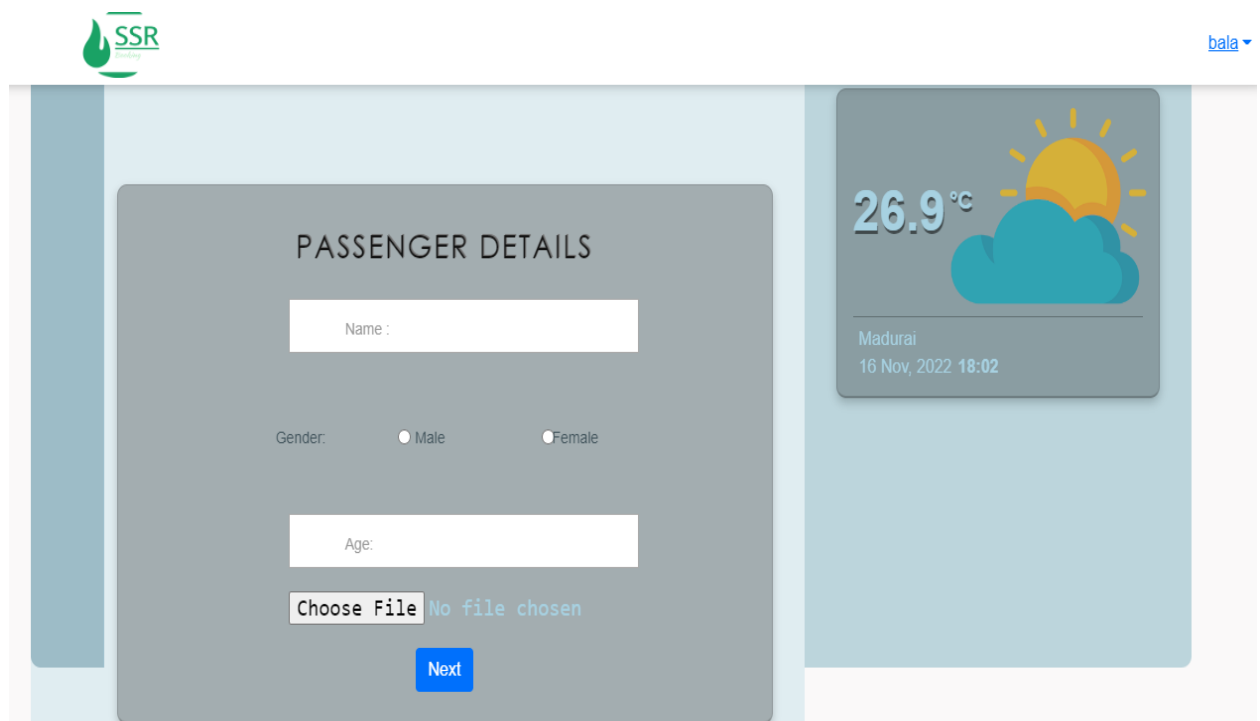 SSR
Booking
bala
PASSENGER DETAILS
Name :
Gender: Male Female
Age:
Choose File No file chosen
Next
26.9 °C
Madurai
16 Nov, 2022 18:02